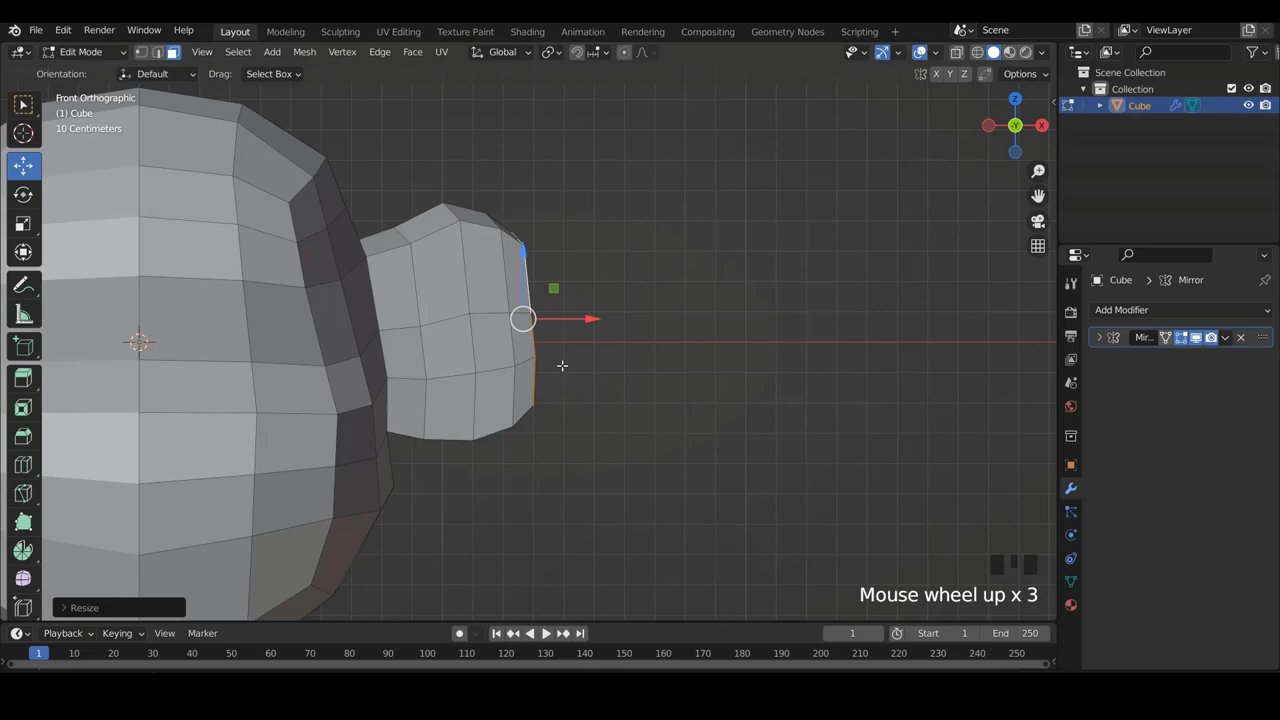 File Edit Render Window Help Layout Modeling Sculpting UV Editing Texture Paint Shading Animation Rendering Compositing Geometry Nodes Scripting + Scene ViewLayer
Edit Mode View Select Add Mesh Vertex Edge Face UV Global
Orientation: Default Drag: Select Box X Y Z Options
Scene Collection
Collection
Cube
Front Orthographic
(1) Cube
10 Centimeters
Z
-Y
X
Cube Mirror
Add Modifier
Mir...
Mouse wheel up x 3
Resize
Playback Keying View Marker 1 Start 1 End 250
1 10 20 30 40 50 60 70 80 90 100 110 120 130 140 150 160 170 180 190 200 210 220 230 240 250